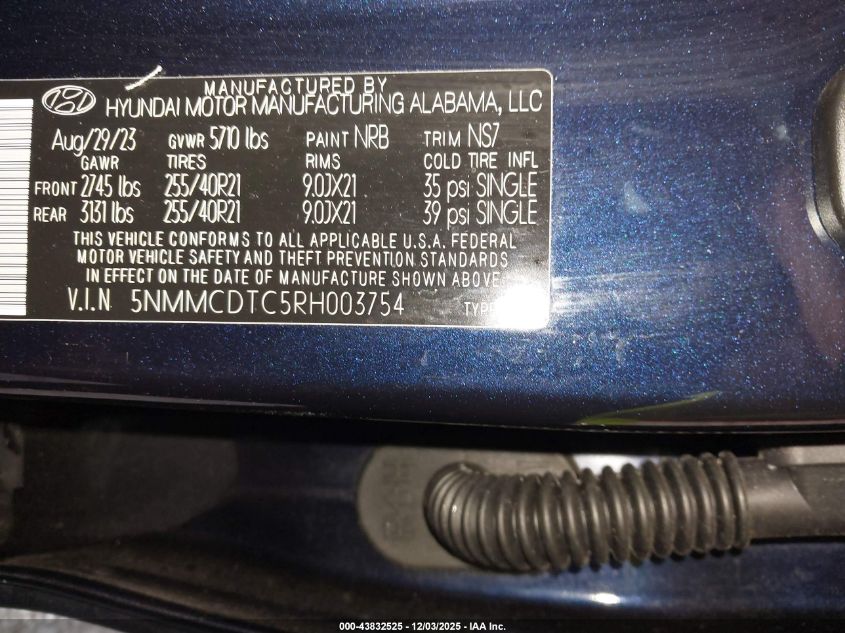 MANUFACTURED BY
HYUNDAI MOTOR MANUFACTURING ALABAMA, LLC
Aug/29/23 GVWR 5710 lbs PAINT NRB TRIM NS7
GAWR TIRES RIMS COLD TIRE INFL
FRONT 2745 lbs 255/40R21 9.0JX21 35 psi SINGLE
REAR 3131 lbs 255/40R21 9.0JX21 39 psi SINGLE
THIS VEHICLE CONFORMS TO ALL APPLICABLE U.S.A. FEDERAL
MOTOR VEHICLE SAFETY AND THEFT PREVENTION STANDARDS
IN EFFECT ON THE DATE OF MANUFACTURE SHOWN ABOVE
V.I.N 5NMMCDTC5RH003754 TYPE
000-43832525 - 12/03/2025 - IAA Inc.